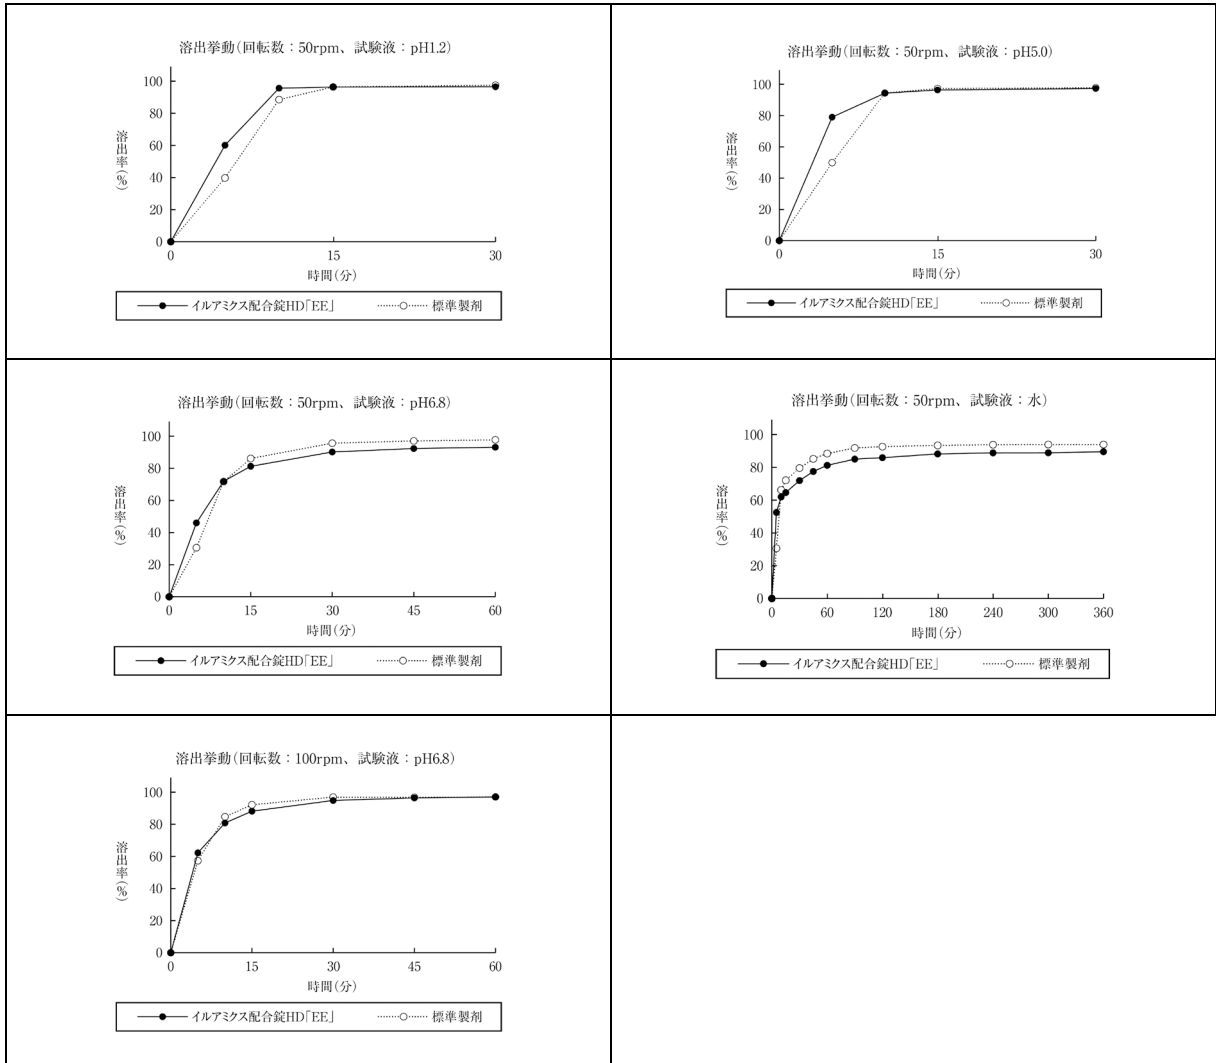 溶出挙動(回転数：50rpm、試験液：pH1.2)
100
80
60
40
20
0
溶出率(%)
0 15 30
時間(分)
イルアミクス配合錠HD「EE」 標準製剤
溶出挙動(回転数：50rpm、試験液：pH5.0)
100
80
60
40
20
0
溶出率(%)
0 15 30
時間(分)
イルアミクス配合錠HD「EE」 標準製剤
溶出挙動(回転数：50rpm、試験液：pH6.8)
100
80
60
40
20
0
溶出率(%)
0 15 30 45 60
時間(分)
イルアミクス配合錠HD「EE」 標準製剤
溶出挙動(回転数：50rpm、試験液：水)
100
80
60
40
20
0
溶出率(%)
0 60 120 180 240 300 360
時間(分)
イルアミクス配合錠HD「EE」 標準製剤
溶出挙動(回転数：100rpm、試験液：pH6.8)
100
80
60
40
20
0
溶出率(%)
0 15 30 45 60
時間(分)
イルアミクス配合錠HD「EE」 標準製剤